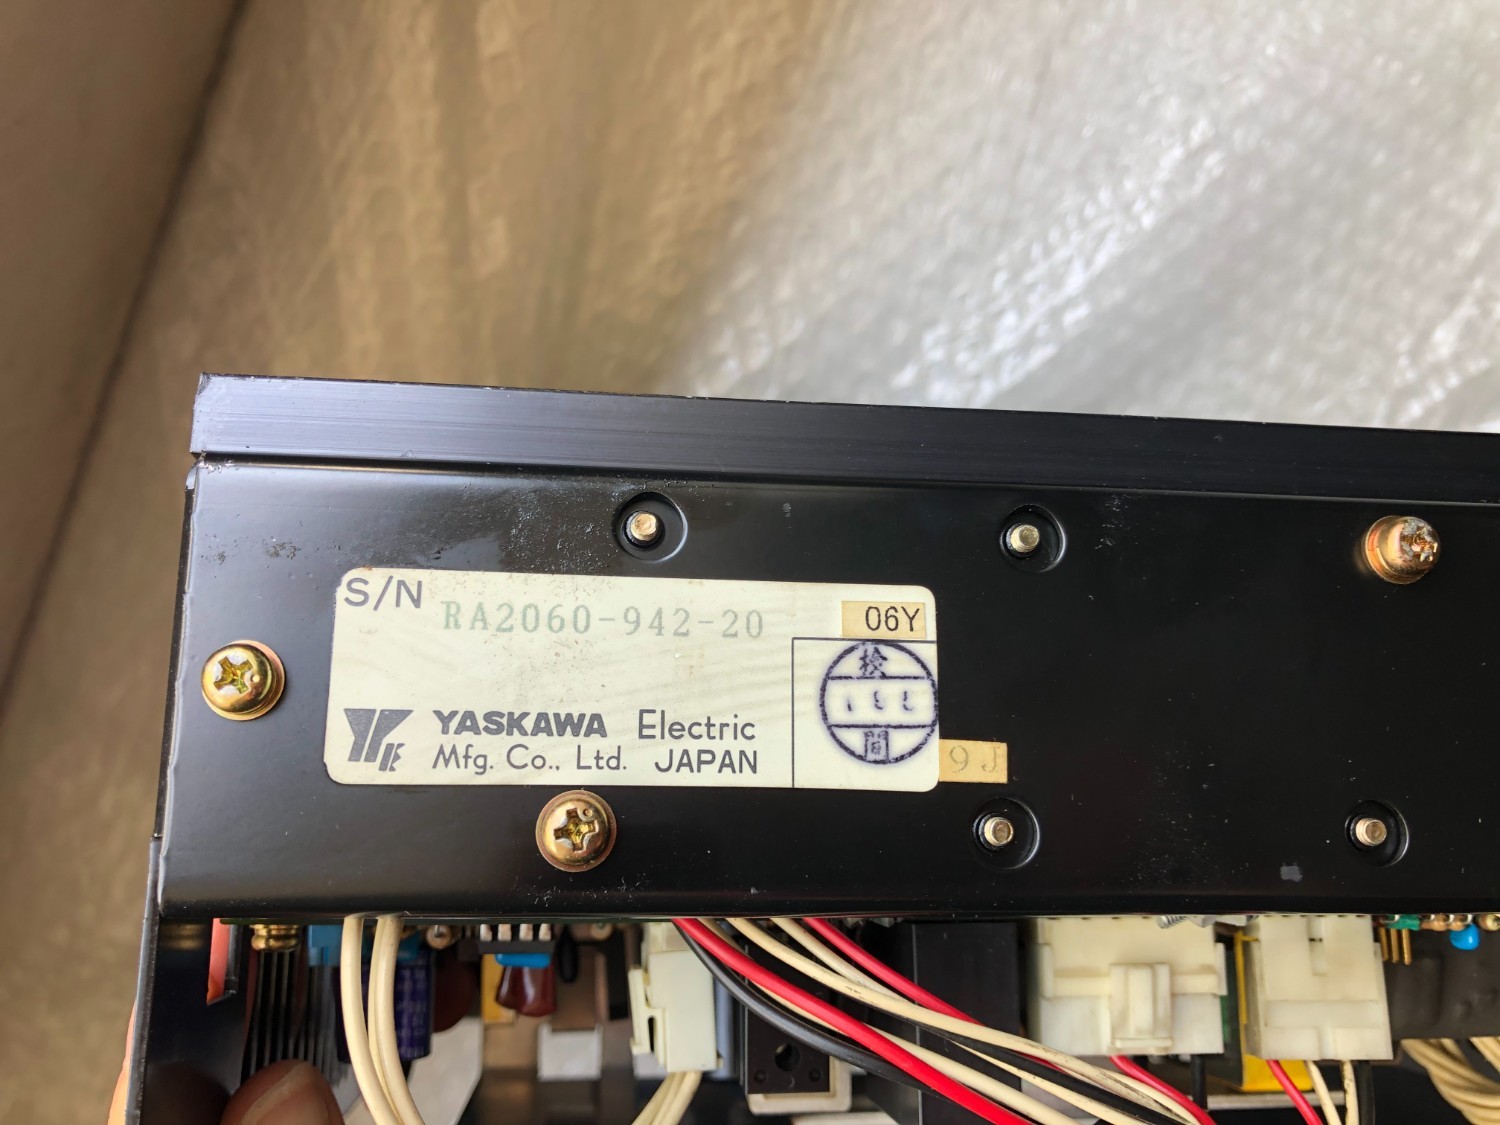 S/N RA2060-942-20
06Y
YASKAWA Electric
Mfg. Co., Ltd. JAPAN
検
間
9J